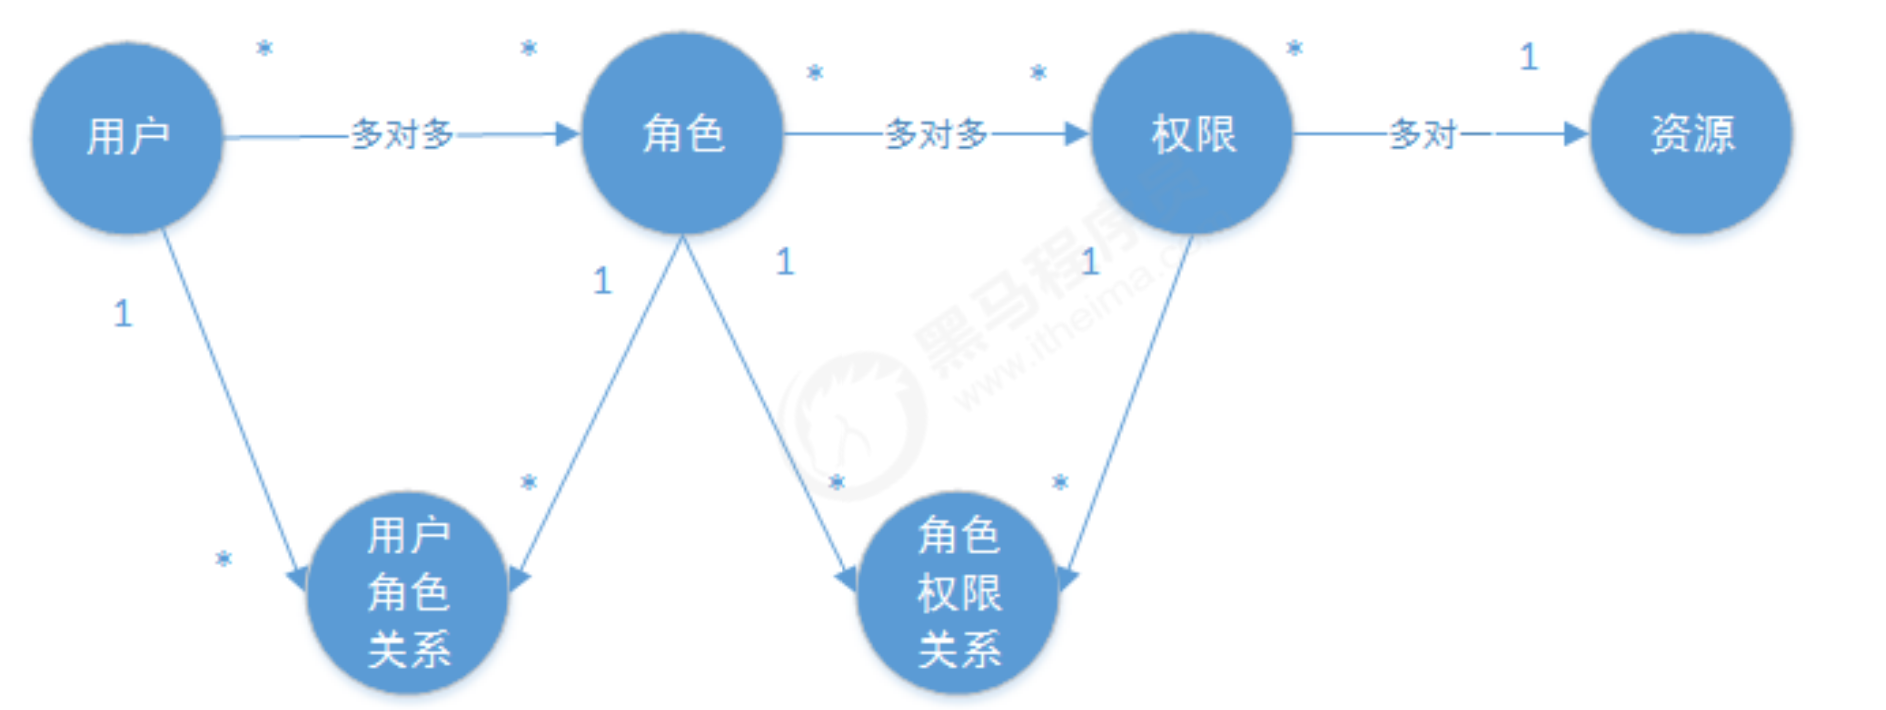 * * * * * 1
用户 多对多 角色 多对多 权限 多对一 资源
1 1 1 1
黑马程序员
www.itheima.com
* * * *
用户
角色
关系
角色
权限
关系